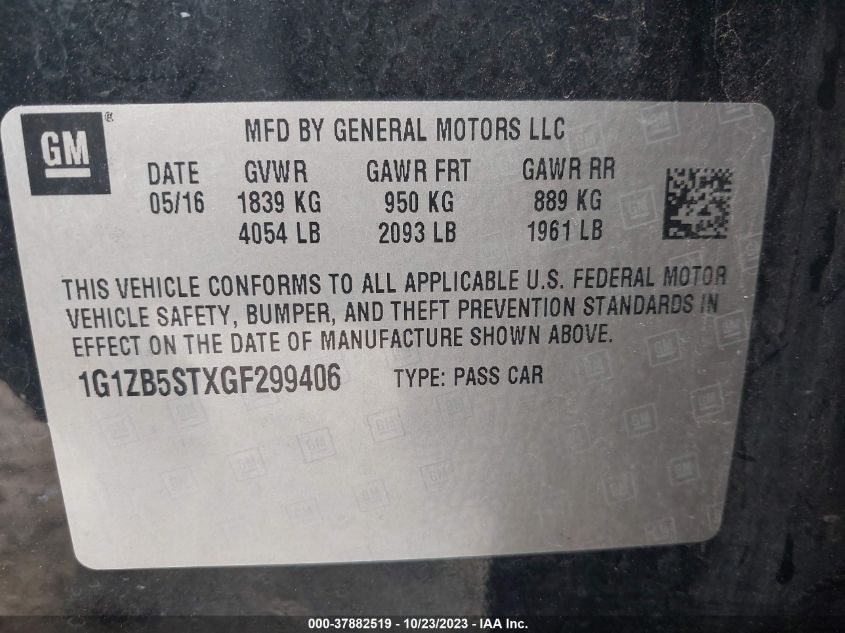 GM®
MFD BY GENERAL MOTORS LLC
DATE GVWR GAWR FRT GAWR RR
05/16 1839 KG 950 KG 889 KG
4054 LB 2093 LB 1961 LB
THIS VEHICLE CONFORMS TO ALL APPLICABLE U.S. FEDERAL MOTOR
VEHICLE SAFETY, BUMPER, AND THEFT PREVENTION STANDARDS IN
EFFECT ON THE DATE OF MANUFACTURE SHOWN ABOVE.
1G1ZB5STXGF299406 TYPE: PASS CAR
000-37882519 - 10/23/2023 - IAA Inc.